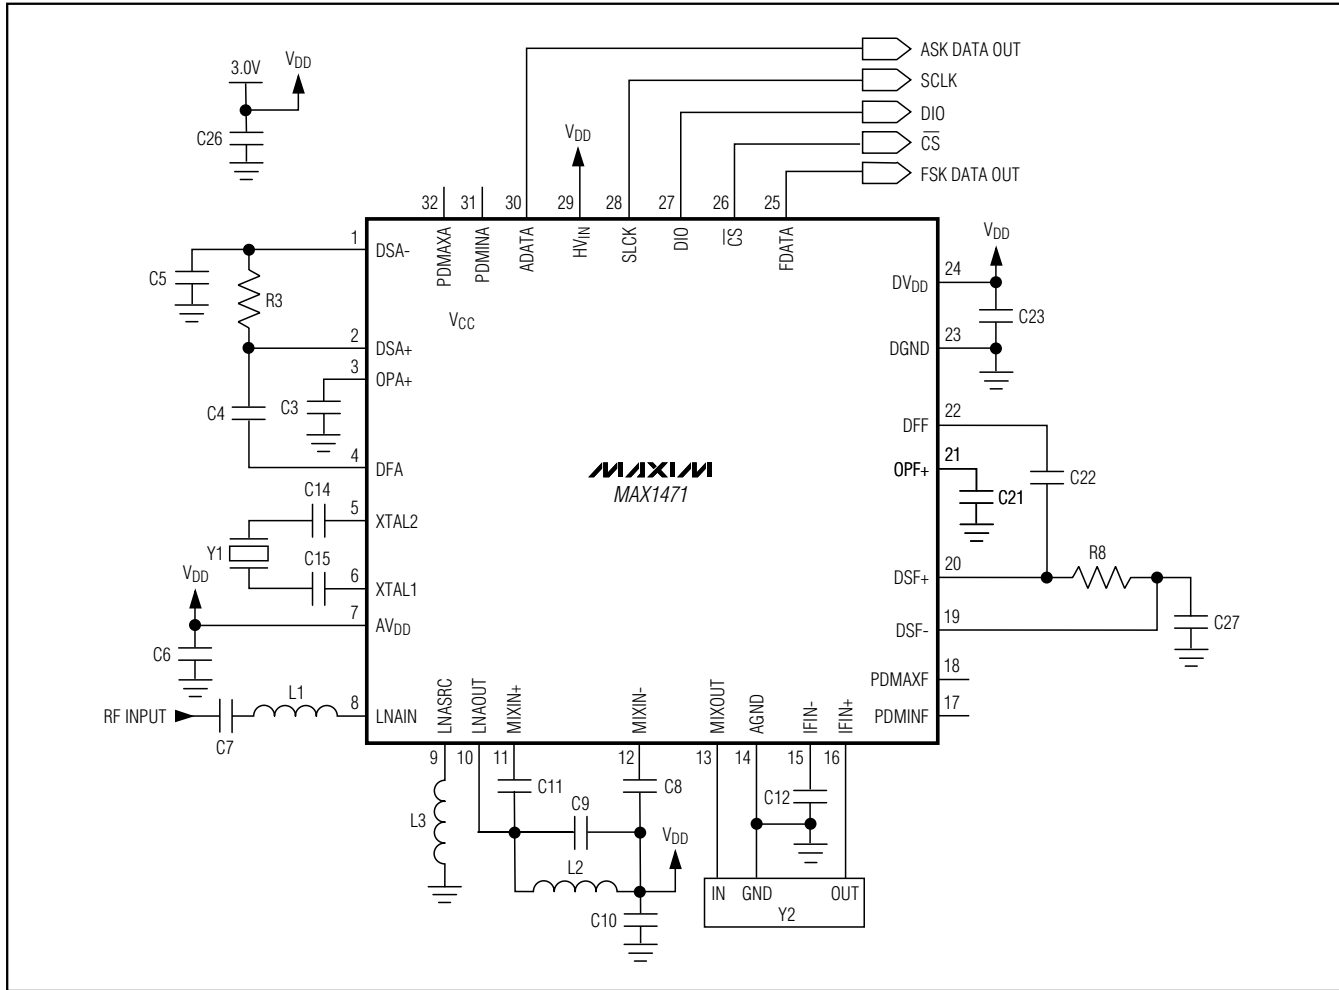 ASK DATA OUT
SCLK
DIO
CS
FSK DATA OUT
3.0V
VDD
C26
VDD
32
31
30
29
28
27
26
25
PDMAXA
PDMINA
ADATA
HVIN
SLCK
DIO
CS
FDATA
VCC
1
DSA-
C5
R3
2
DSA+
3
OPA+
C3
C4
4
DFA
C14
5
XTAL2
Y1
C15
6
XTAL1
VDD
7
AVDD
C6
RF INPUT
C7
L1
8
LNAIN
MAXIM
MAX1471
VDD
24
DVDD
C23
23
DGND
22
DFF
21
OPF+
C21
C22
20
DSF+
R8
19
DSF-
C27
18
PDMAXF
17
PDMINF
LNASRC
LNAOUT
MIXIN+
MIXIN-
MIXOUT
AGND
IFIN-
IFIN+
9
10
11
12
13
14
15
16
C11
C8
C12
L3
C9
VDD
L2
C10
IN
GND
OUT
Y2